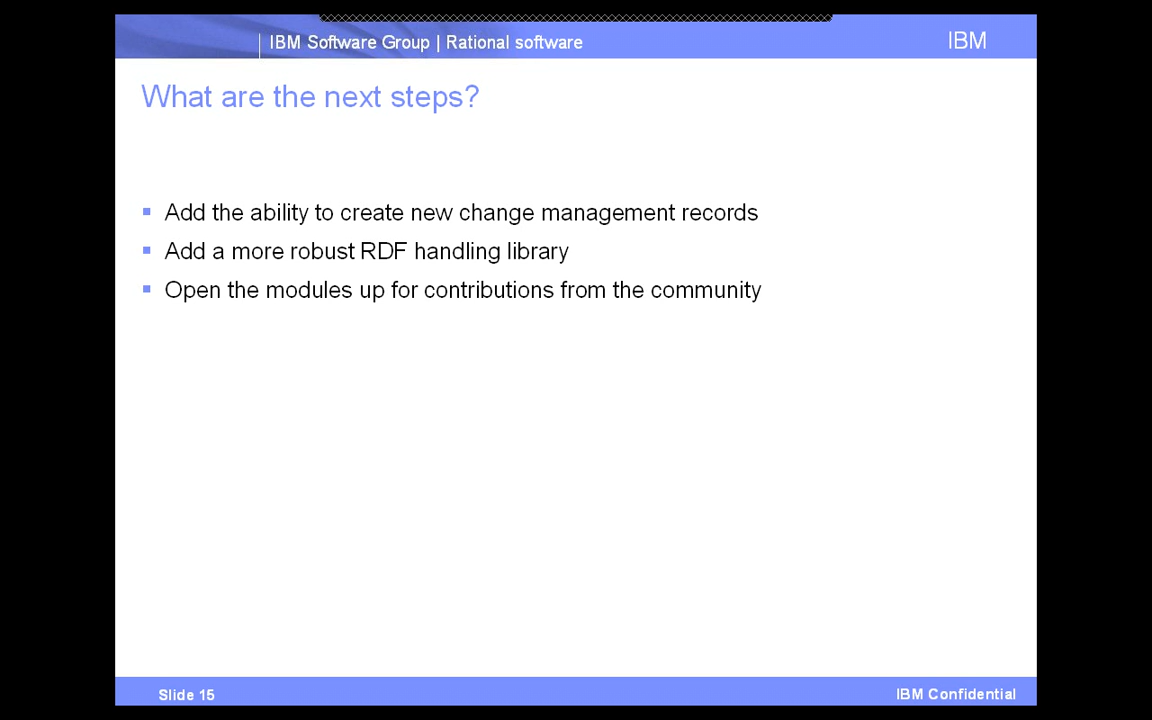 IBM Software Group | Rational software
IBM
What are the next steps?
Add the ability to create new change management records
Add a more robust RDF handling library
Open the modules up for contributions from the community
Slide 15
IBM Confidential